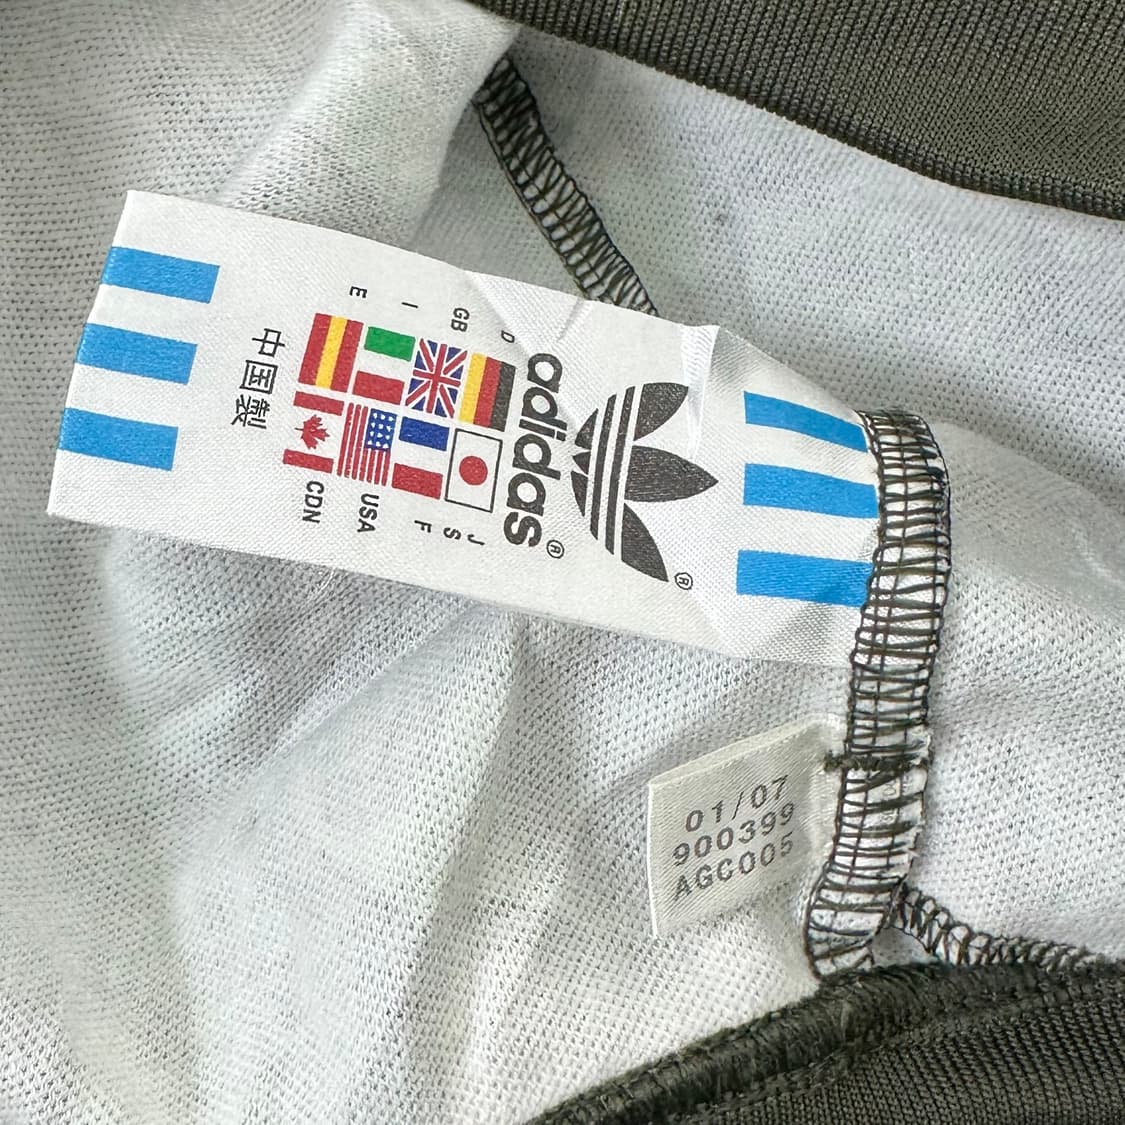 adidas®
®
D
GB
I
E
J
S
F
USA
CDN
中国製
01/07
900399
AGC005